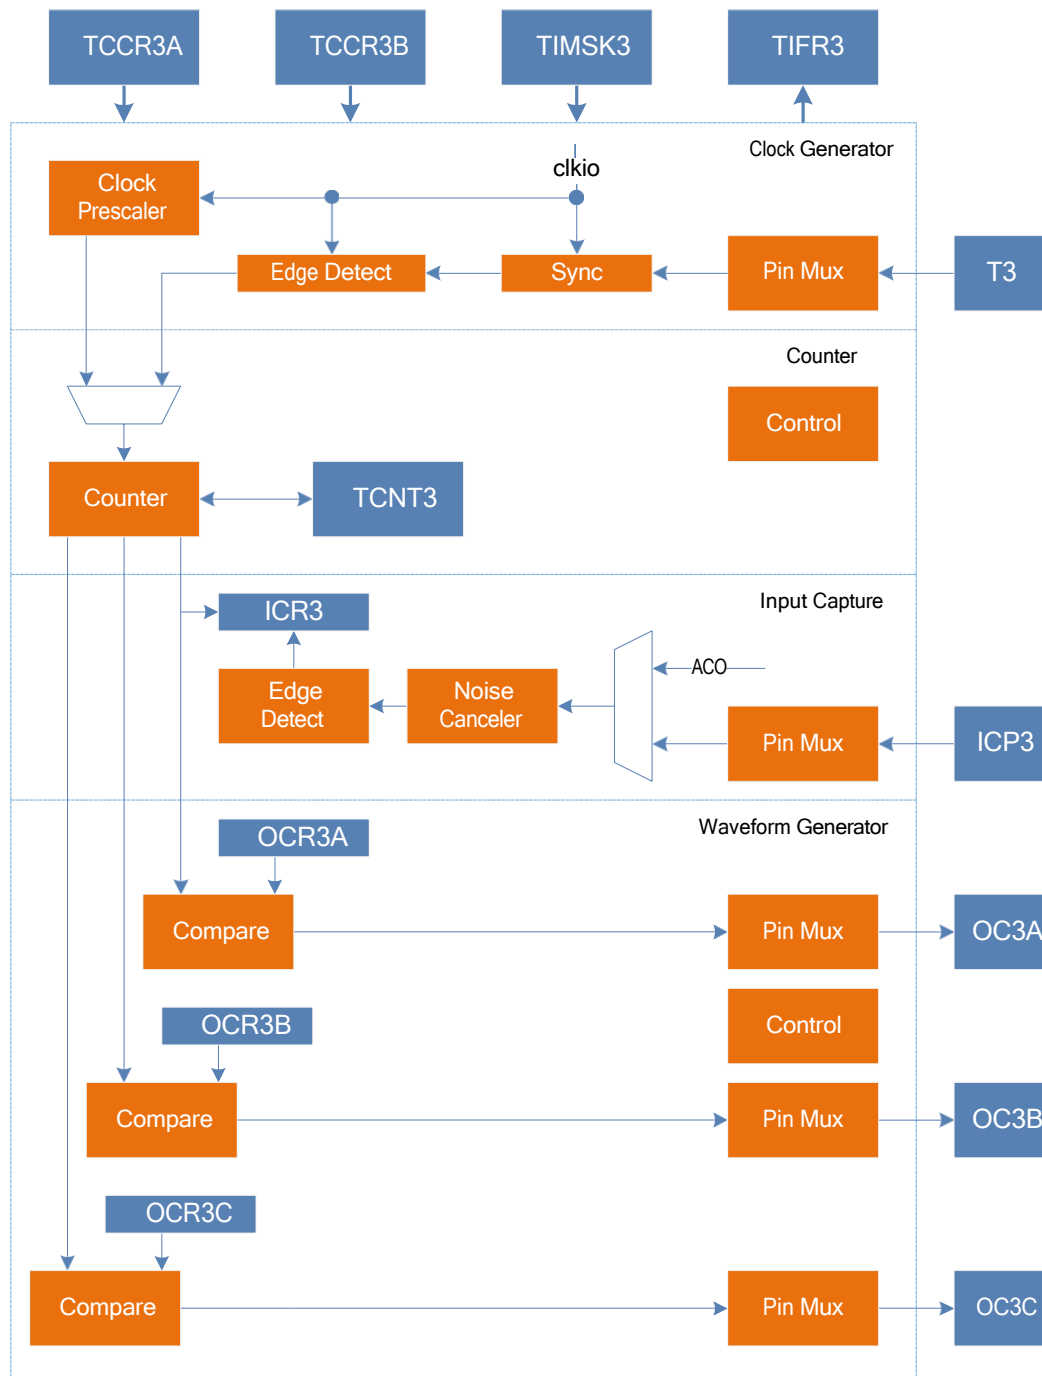 TCCR3A
TCCR3B
TIMSK3
TIFR3
Clock Generator
clkio
Clock
Prescaler
Edge Detect
Sync
Pin Mux
T3
Counter
Control
Counter
TCNT3
Input Capture
ICR3
ACO
Edge
Detect
Noise
Canceler
Pin Mux
ICP3
Waveform Generator
OCR3A
Compare
Pin Mux
OC3A
OCR3B
Control
Compare
Pin Mux
OC3B
OCR3C
Compare
Pin Mux
OC3C